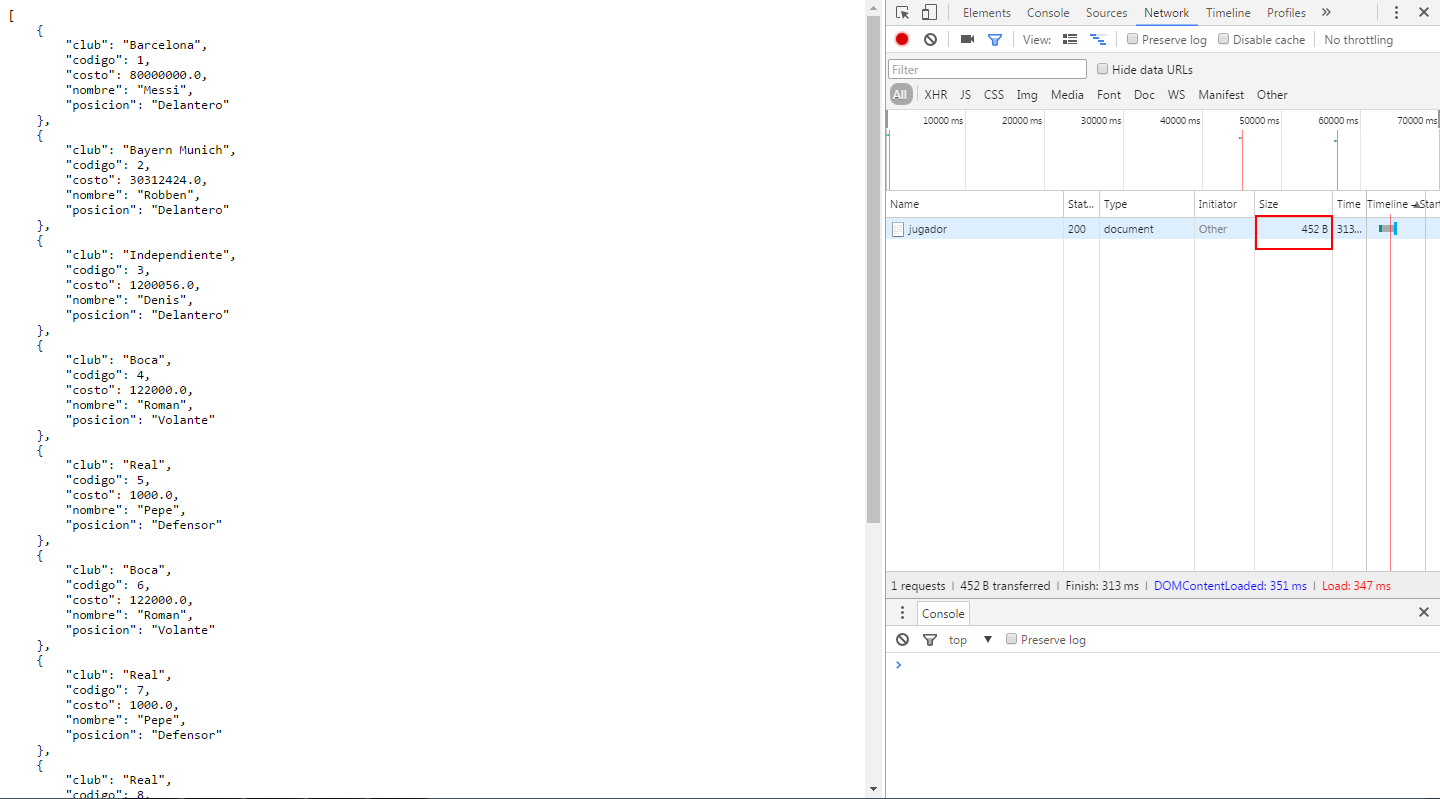 [
    {
        "club": "Barcelona",
        "codigo": 1,
        "costo": 80000000.0,
        "nombre": "Messi",
        "posicion": "Delantero"
    },
    {
        "club": "Bayern Munich",
        "codigo": 2,
        "costo": 30312424.0,
        "nombre": "Robben",
        "posicion": "Delantero"
    },
    {
        "club": "Independiente",
        "codigo": 3,
        "costo": 1200056.0,
        "nombre": "Denis",
        "posicion": "Delantero"
    },
    {
        "club": "Boca",
        "codigo": 4,
        "costo": 122000.0,
        "nombre": "Roman",
        "posicion": "Volante"
    },
    {
        "club": "Real",
        "codigo": 5,
        "costo": 1000.0,
        "nombre": "Pepe",
        "posicion": "Defensor"
    },
    {
        "club": "Boca",
        "codigo": 6,
        "costo": 122000.0,
        "nombre": "Roman",
        "posicion": "Volante"
    },
    {
        "club": "Real",
        "codigo": 7,
        "costo": 1000.0,
        "nombre": "Pepe",
        "posicion": "Defensor"
    },
    {
        "club": "Real",
        "codigo": 8,
Elements Console Sources Network Timeline Profiles »
View: Preserve log Disable cache No throttling
Filter Hide data URLs
All XHR JS CSS Img Media Font Doc WS Manifest Other
10000 ms 20000 ms 30000 ms 40000 ms 50000 ms 60000 ms 70000 ms
Name Stat... Type Initiator Size Time Timeline – Start
jugador 200 document Other 452 B 313...
1 requests | 452 B transferred | Finish: 313 ms | DOMContentLoaded: 351 ms | Load: 347 ms
Console
top ▼ Preserve log
>